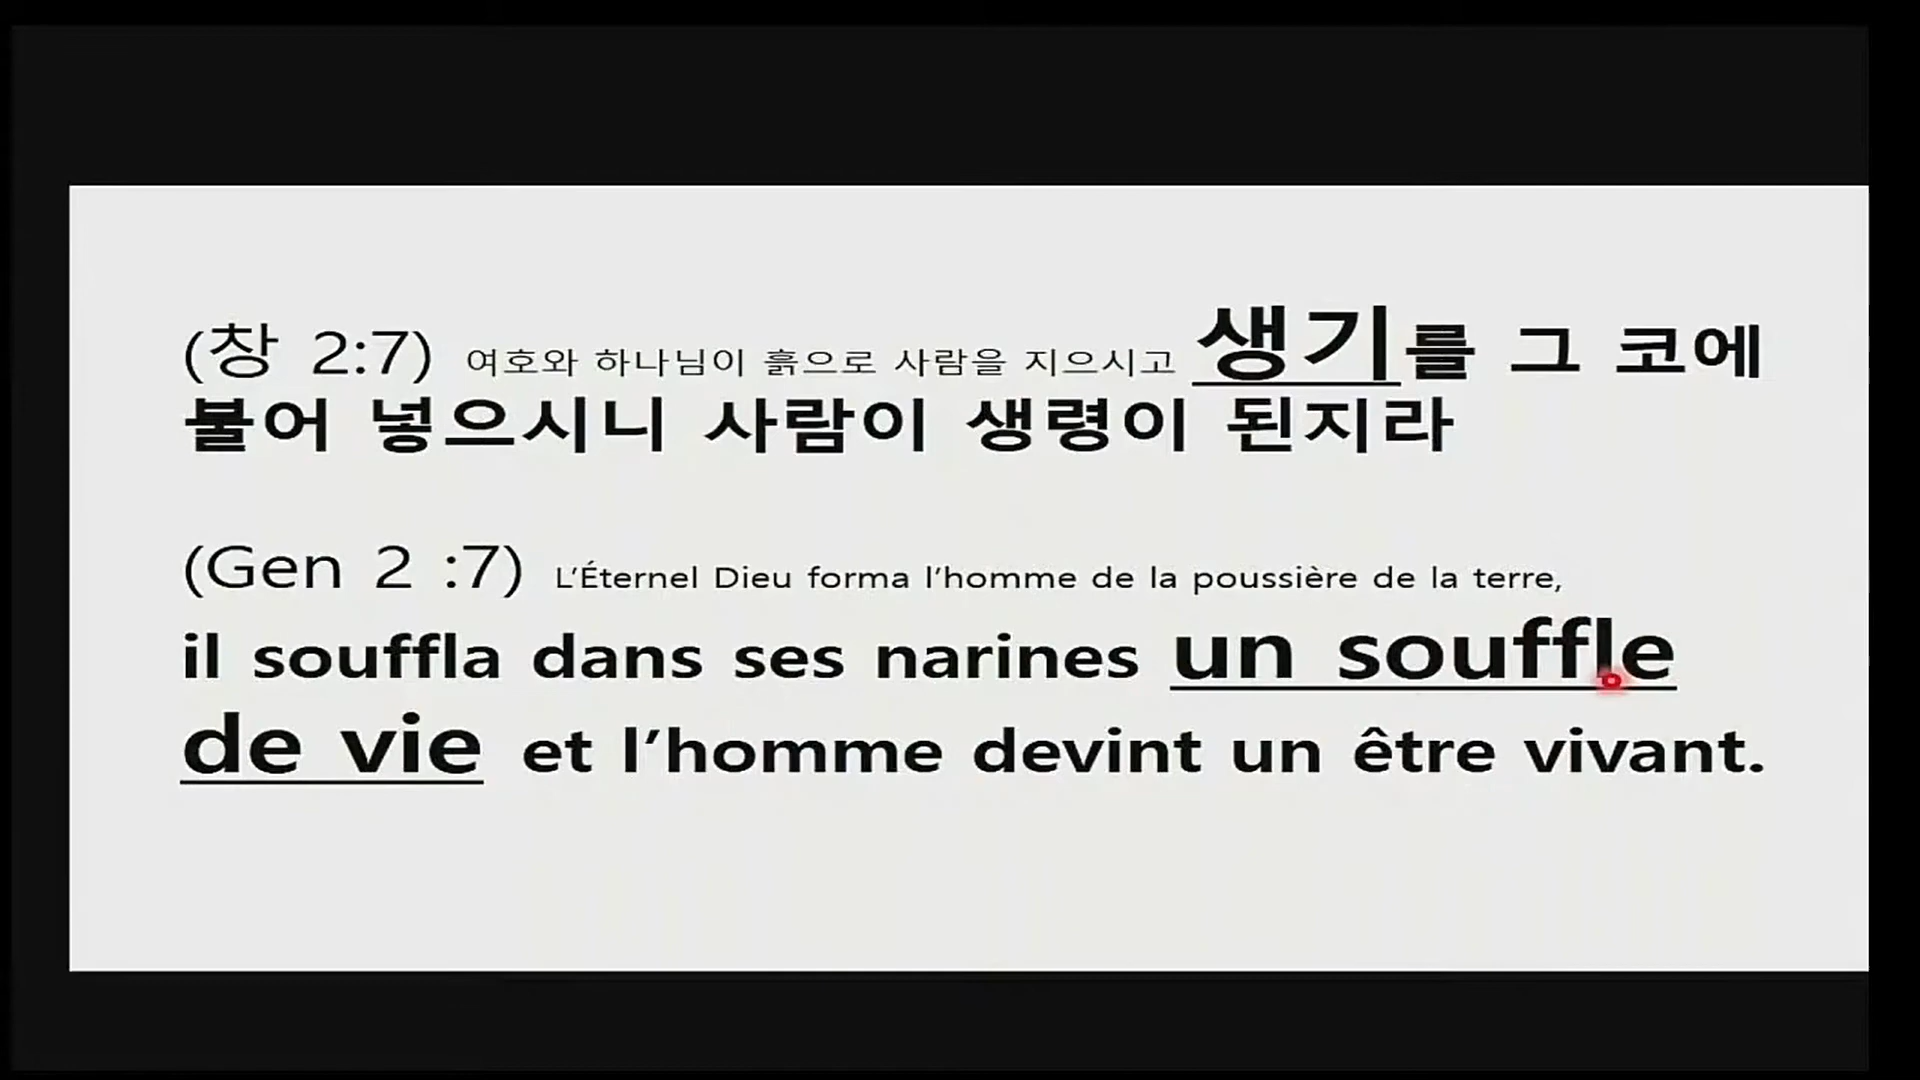 (창 2:7) 여호와 하나님이 흙으로 사람을 지으시고 생기를 그 코에
불어 넣으시니 사람이 생령이 된지라
(Gen 2 :7) L’Éternel Dieu forma l’homme de la poussière de la terre,
il souffla dans ses narines un souffle
de vie et l’homme devint un être vivant.